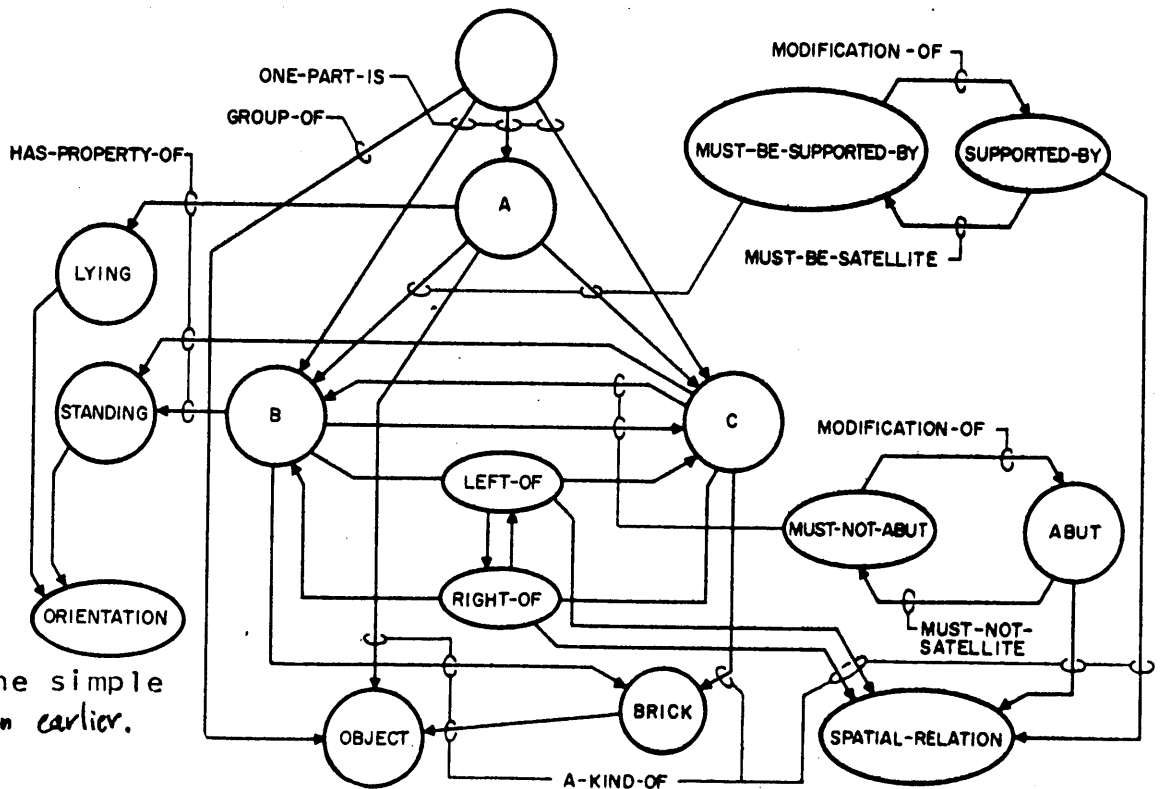 MODIFICATION-OF
ONE-PART-IS
GROUP-OF
HAS-PROPERTY-OF
MUST-BE-SUPPORTED-BY
SUPPORTED-BY
A
MUST-BE-SATELLITE
LYING
STANDING
B
C
MODIFICATION-OF
LEFT-OF
MUST-NOT-ABUT
ABUT
RIGHT-OF
ORIENTATION
MUST-NOT-
SATELLITE
simple
earlier.
BRICK
OBJECT
SPATIAL-RELATION
A-KIND-OF